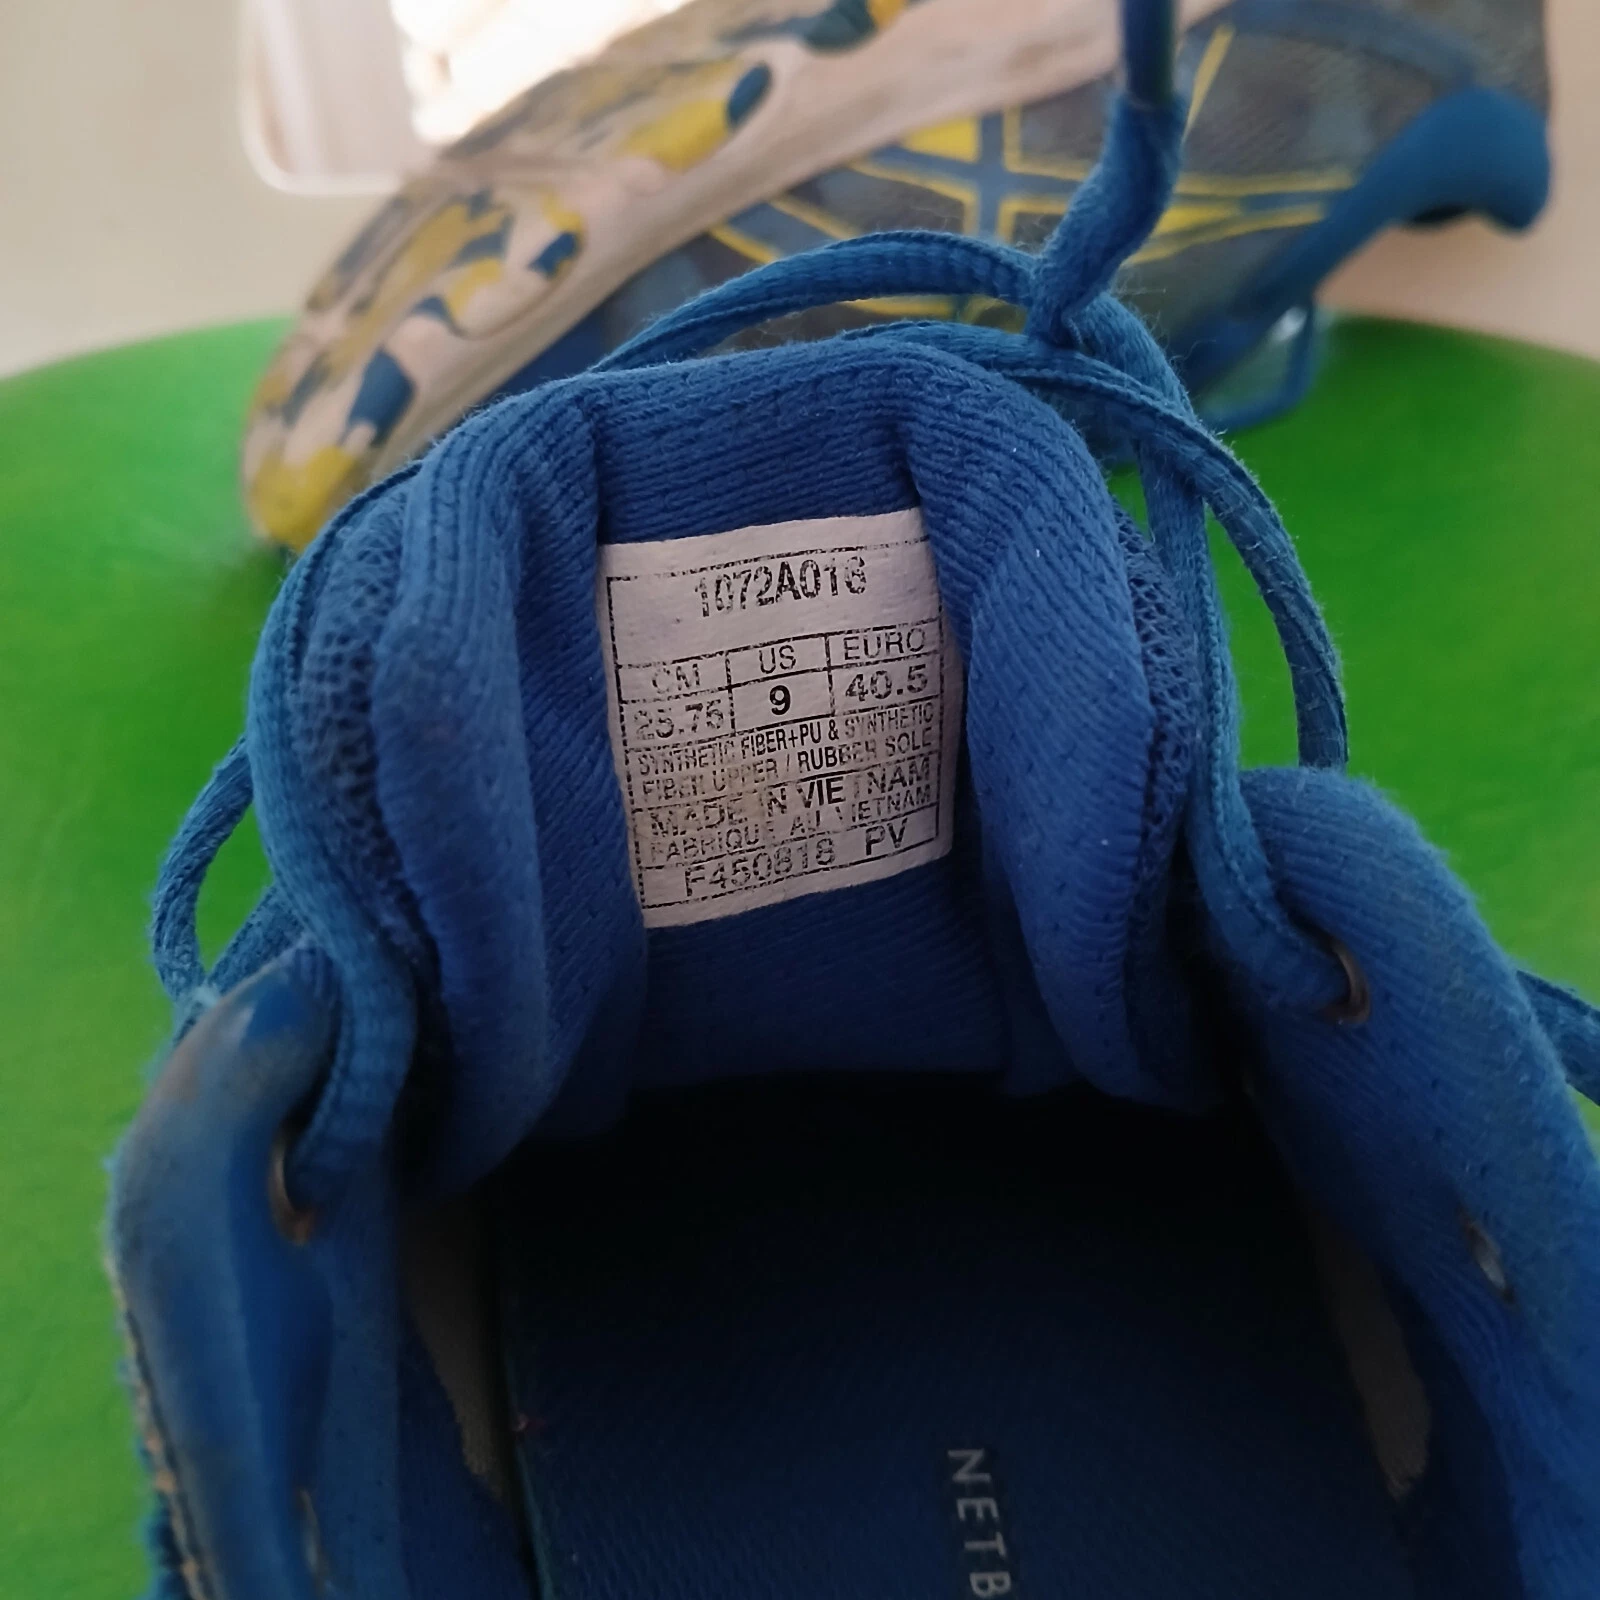 1072A016
CM US EURO
25.75 9 40.5
SYNTHETIC FIBER+PU & SYNTHETIC
FIBER UPPER / RUBBER SOLE
MADE IN VIETNAM
FABRIQUE AU VIETNAM
F450818 PV
NETB